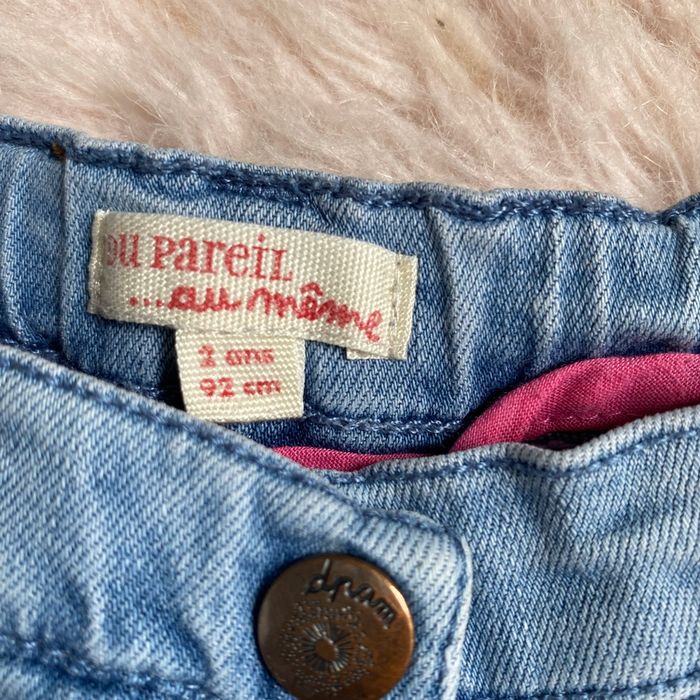 DU PAREIL
...au même
2 ans
92 cm
dpam